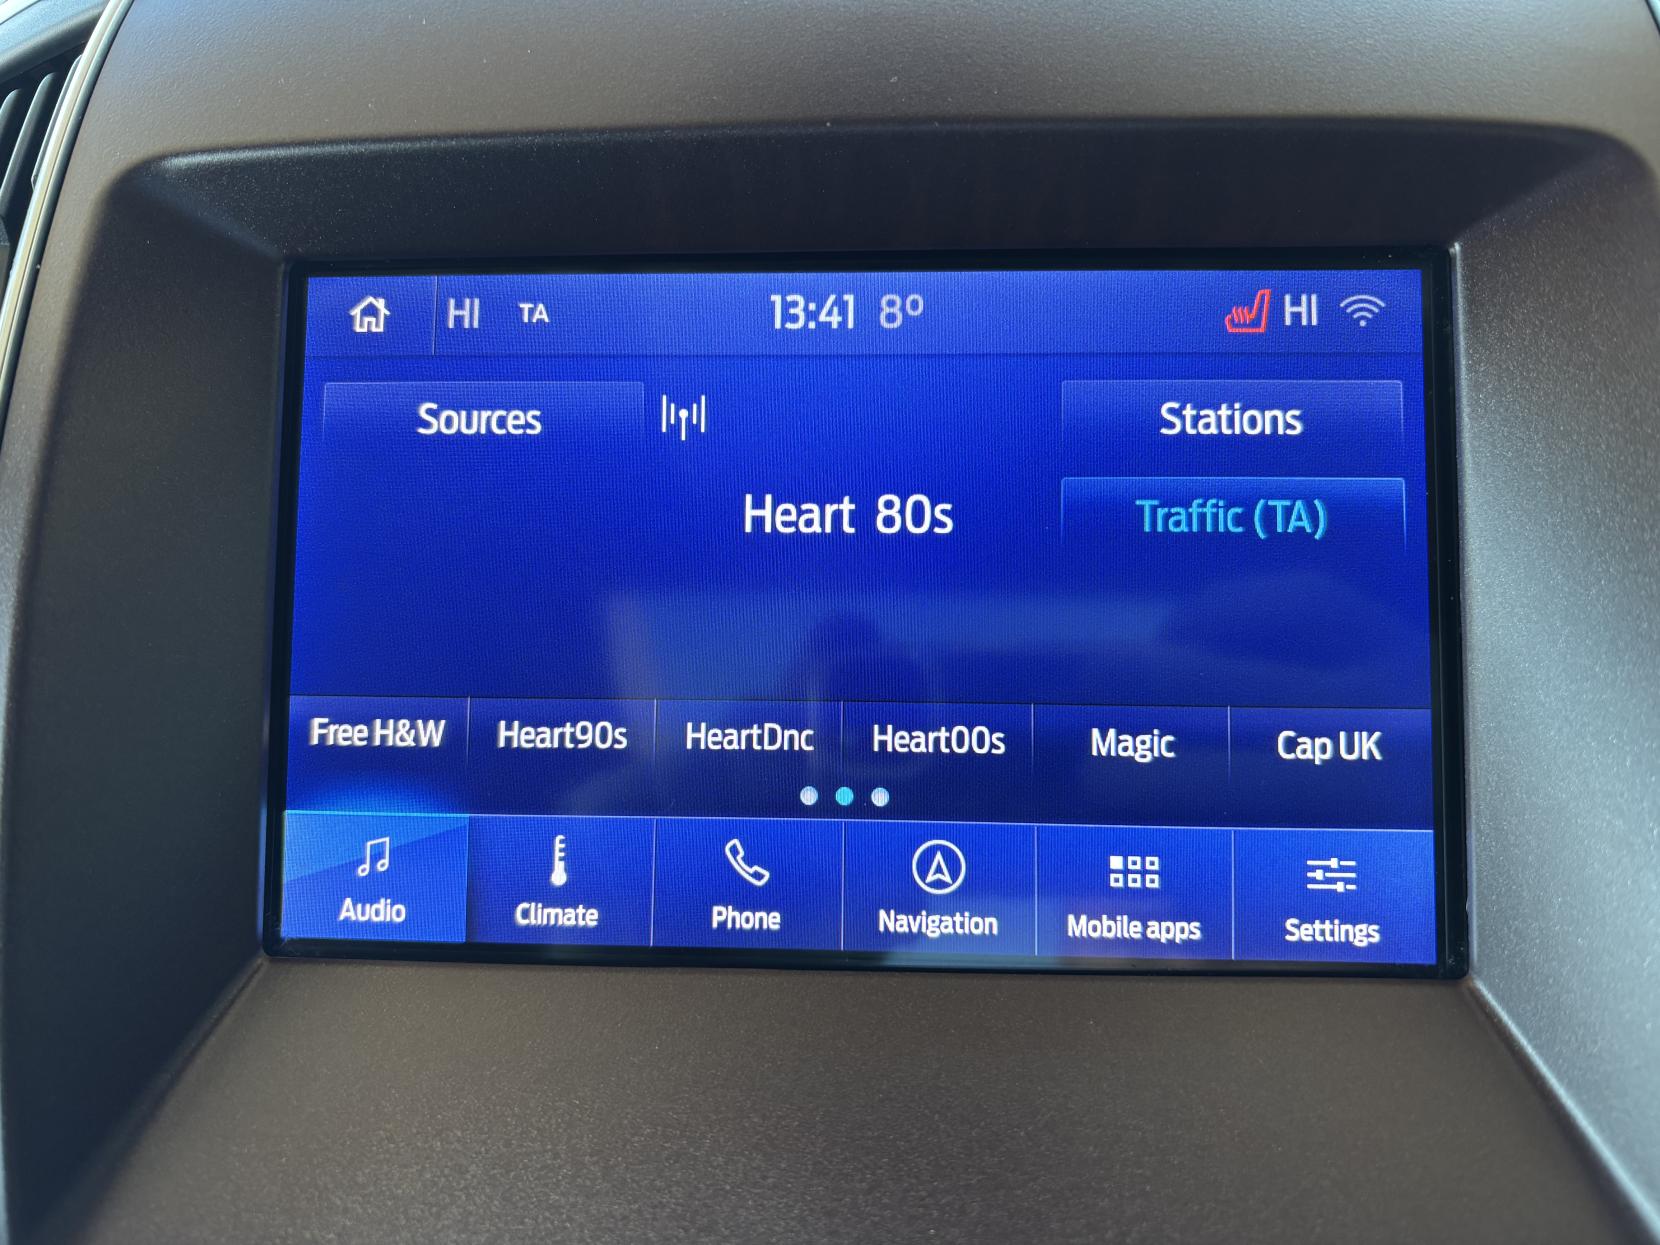 HI TA 13:41 8º HI
Sources Stations
Heart 80s Traffic (TA)
Free H&W Heart90s HeartDnc Heart00s Magic Cap UK
Audio Climate Phone Navigation Mobile apps Settings